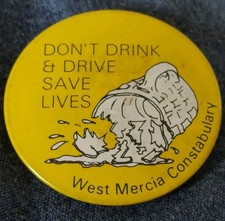 DON'T DRINK
& DRIVE
SAVE
LIVES
West Mercia Constabulary